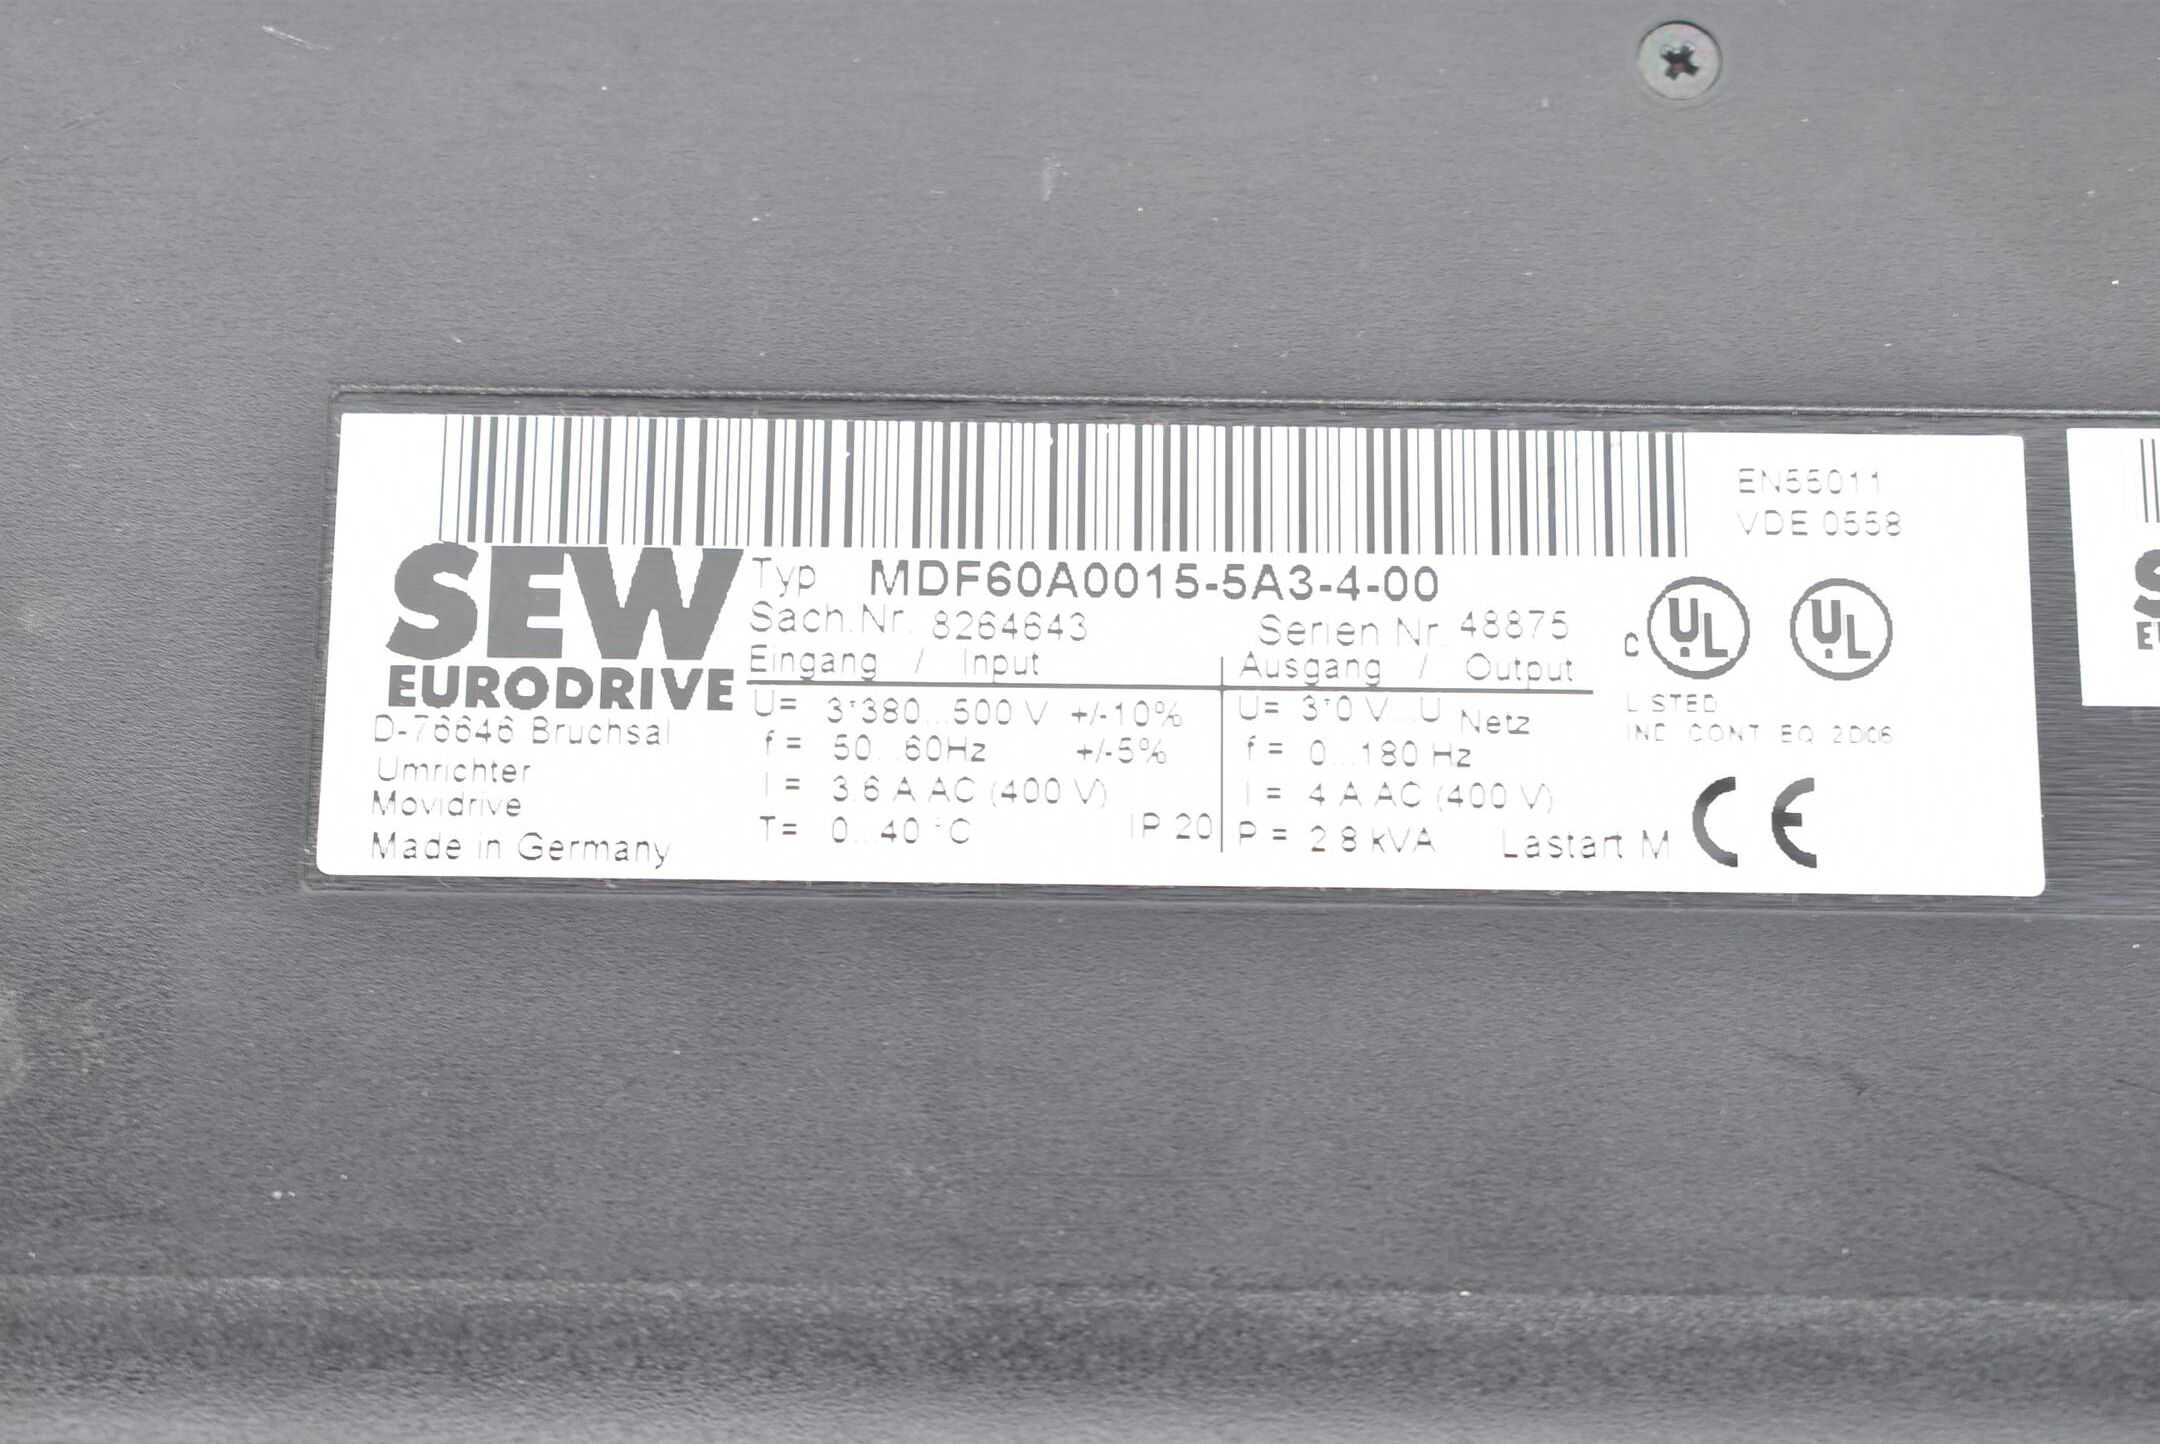 EN55011
VDE 0558
SEW
EURODRIVE
D-76646 Bruchsal
Umrichter
Movidrive
Made in Germany
Typ MDF60A0015-5A3-4-00
Sach.Nr. 8264643 Serien Nr. 48875
Eingang / Input Ausgang / Output
U= 3*380...500 V +/-10% U= 3*0 V...U Netz
f= 50...60Hz +/-5% f= 0...180 Hz
I= 3.6 A AC (400 V) I= 4 A AC (400 V)
T= 0...40 °C IP 20 P= 2.8 kVA Lastart M
c UL UL
LISTED
IND. CONT. EQ. 2D06
CE